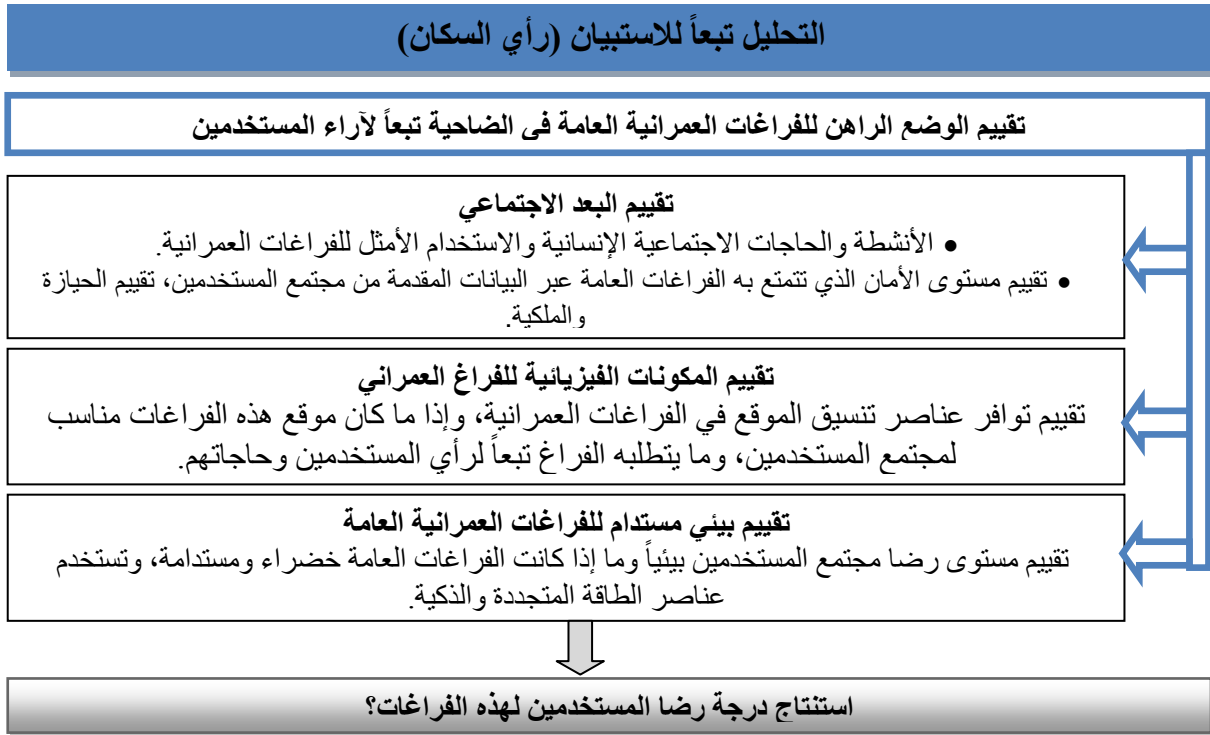 التحليل تبعاً للاستبيان (رأي السكان)
تقييم الوضع الراهن للفراغات العمرانية العامة في الضاحية تبعاً لآراء المستخدمين
تقييم البعد الاجتماعي
• الأنشطة والحاجات الاجتماعية الإنسانية والاستخدام الأمثل للفراغات العمرانية.
• تقييم مستوى الأمان الذي تتمتع به الفراغات العامة عبر البيانات المقدمة من مجتمع المستخدمين، تقييم الحيازة
والملكية.
تقييم المكونات الفيزيائية للفراغ العمراني
تقييم توافر عناصر تنسيق الموقع في الفراغات العمرانية، وإذا ما كان موقع هذه الفراغات مناسب
لمجتمع المستخدمين، وما يتطلبه الفراغ تبعاً لرأي المستخدمين وحاجاتهم.
تقييم بيئي مستدام للفراغات العمرانية العامة
تقييم مستوى رضا مجتمع المستخدمين بيئياً وما إذا كانت الفراغات العامة خضراء ومستدامة، وتستخدم
عناصر الطاقة المتجددة والذكية.
استنتاج درجة رضا المستخدمين لهذه الفراغات؟